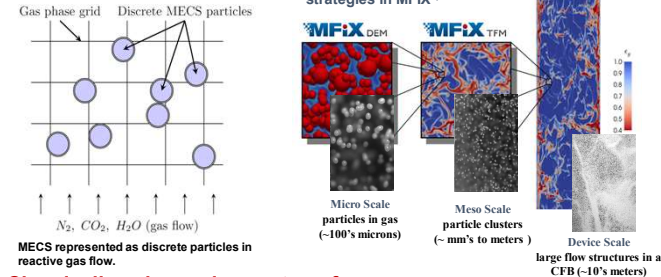 strategies in MFiX
Gas phase grid
Discrete MECS particles
MFiX DEM
MFiX TFM
1.0
0.9
0.8
0.7
0.6
0.5
0.4
N₂, CO₂, H₂O (gas flow)
MECS represented as discrete particles in
reactive gas flow.
Micro Scale
particles in gas
(~100's microns)
Meso Scale
particle clusters
(~ mm's to meters )
Device Scale
large flow structures in a
CFB (~10's meters)